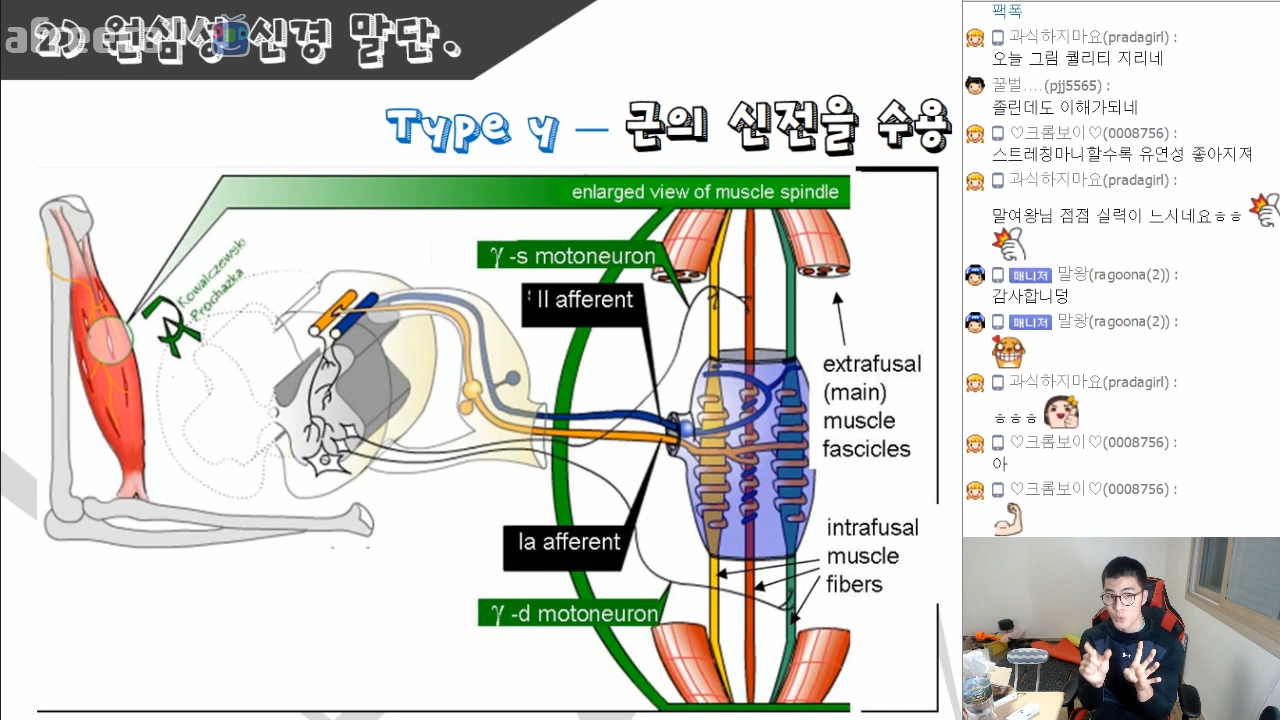 2) 원심성 신경 말단.
Type y – 근의 신전을 수용
enlarged view of muscle spindle
Kowalczewski
Prochazka
γ -s motoneuron
II afferent
extrafusal
(main)
muscle
fascicles
Ia afferent
intrafusal
muscle
fibers
γ -d motoneuron
팩폭
과식하지마요(pradagirl) :
오늘 그림 퀄리티 지리네
꿀벌....(pjj5565) :
졸린데도 이해가되네
♡크롬보이♡(0008756) :
스트레칭마니할수록 유연성 좋아지져
과식하지마요(pradagirl) :
말여왕님 점점 실력이 느시네요ㅎㅎ
매니저 말왕(ragoona(2)) :
감사합니덩
매니저 말왕(ragoona(2)) :
과식하지마요(pradagirl) :
ㅎㅎㅎ
♡크롬보이♡(0008756) :
아
♡크롬보이♡(0008756) :